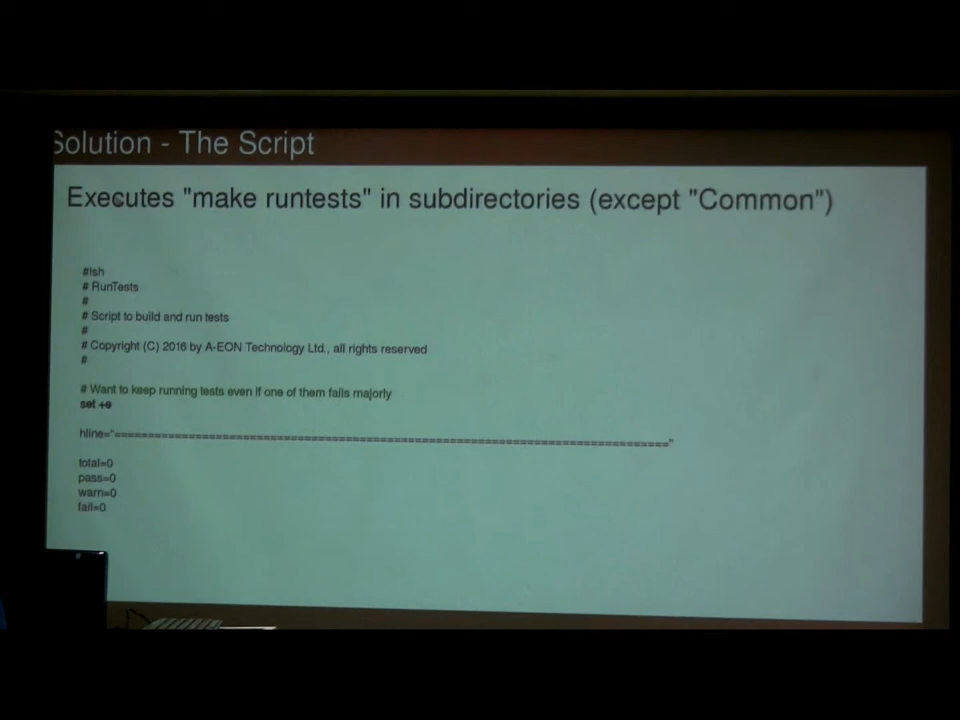 Solution - The Script
Executes "make runtests" in subdirectories (except "Common")
#!sh
# RunTests
#
# Script to build and run tests
#
# Copyright (C) 2016 by A-EON Technology Ltd., all rights reserved
#
# Want to keep running tests even if one of them fails majorly
set +e
hline="==================================================================================="
total=0
pass=0
warn=0
fail=0